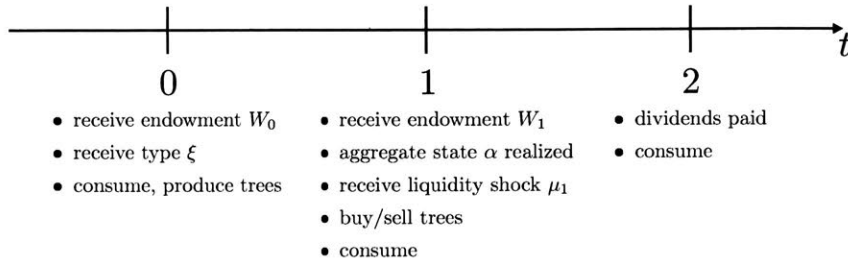 t
0
1
2
• receive endowment W₀
• receive type ξ
• consume, produce trees
• receive endowment W₁
• aggregate state α realized
• receive liquidity shock μ₁
• buy/sell trees
• consume
• dividends paid
• consume